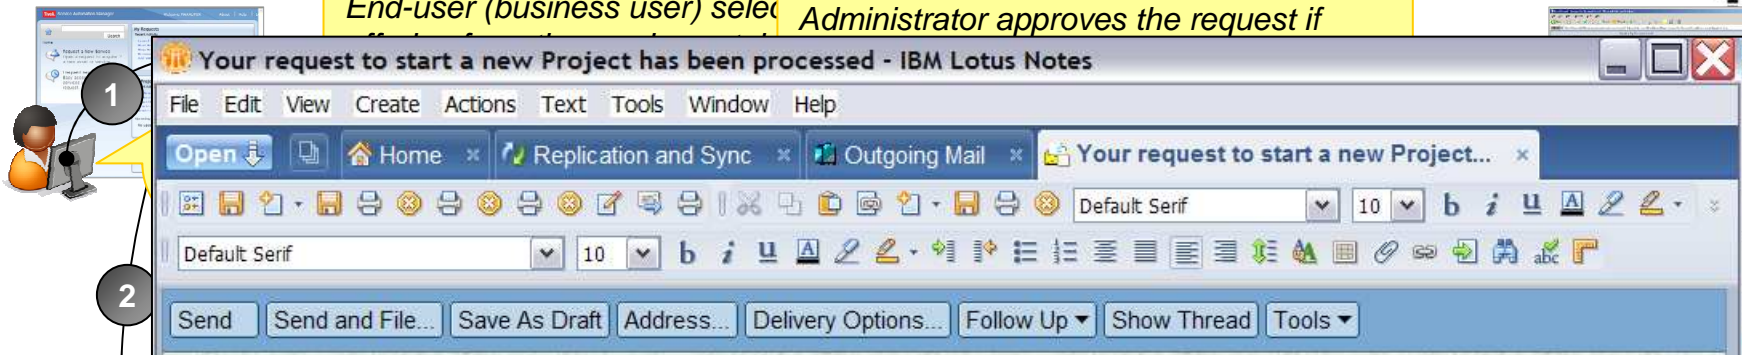 End-user (business user) selec
Administrator approves the request if
Your request to start a new Project has been processed - IBM Lotus Notes
1
File Edit View Create Actions Text Tools Window Help
Open Home Replication and Sync Outgoing Mail Your request to start a new Project...
Default Serif 10 b i u A
Default Serif 10 b i u A abc
2
Send Send and File... Save As Draft Address... Delivery Options... Follow Up Show Thread Tools